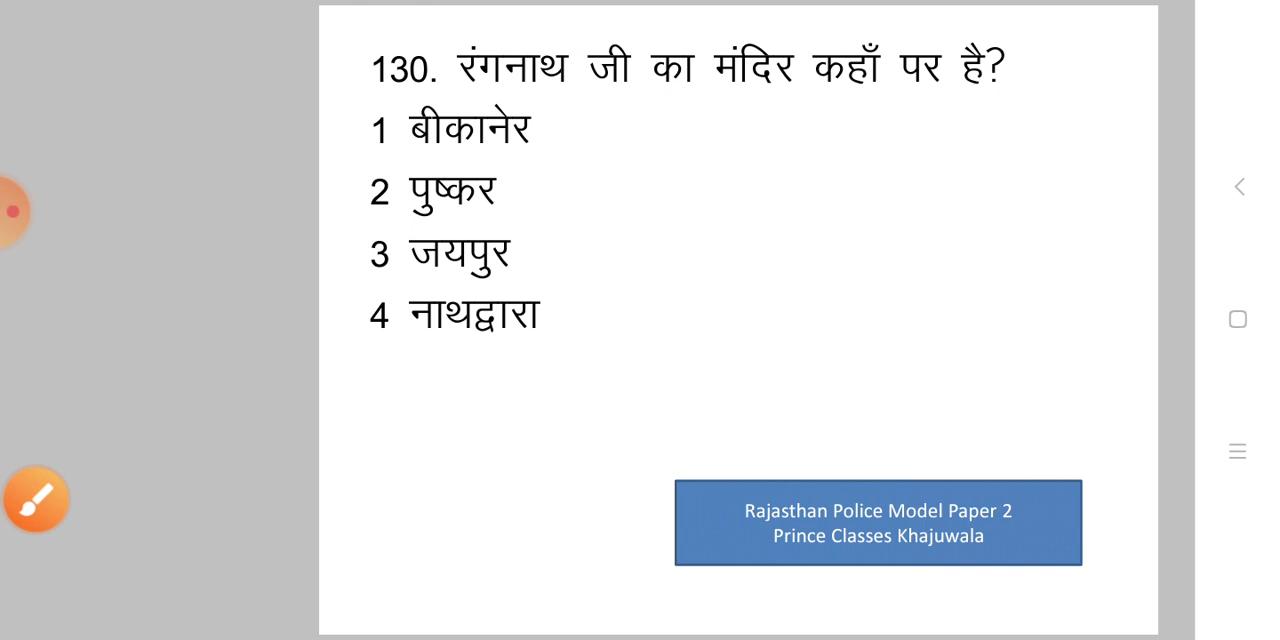 130. रंगनाथ जी का मंदिर कहाँ पर है?
1 बीकानेर
2 पुष्कर
3 जयपुर
4 नाथद्वारा
Rajasthan Police Model Paper 2
Prince Classes Khajuwala